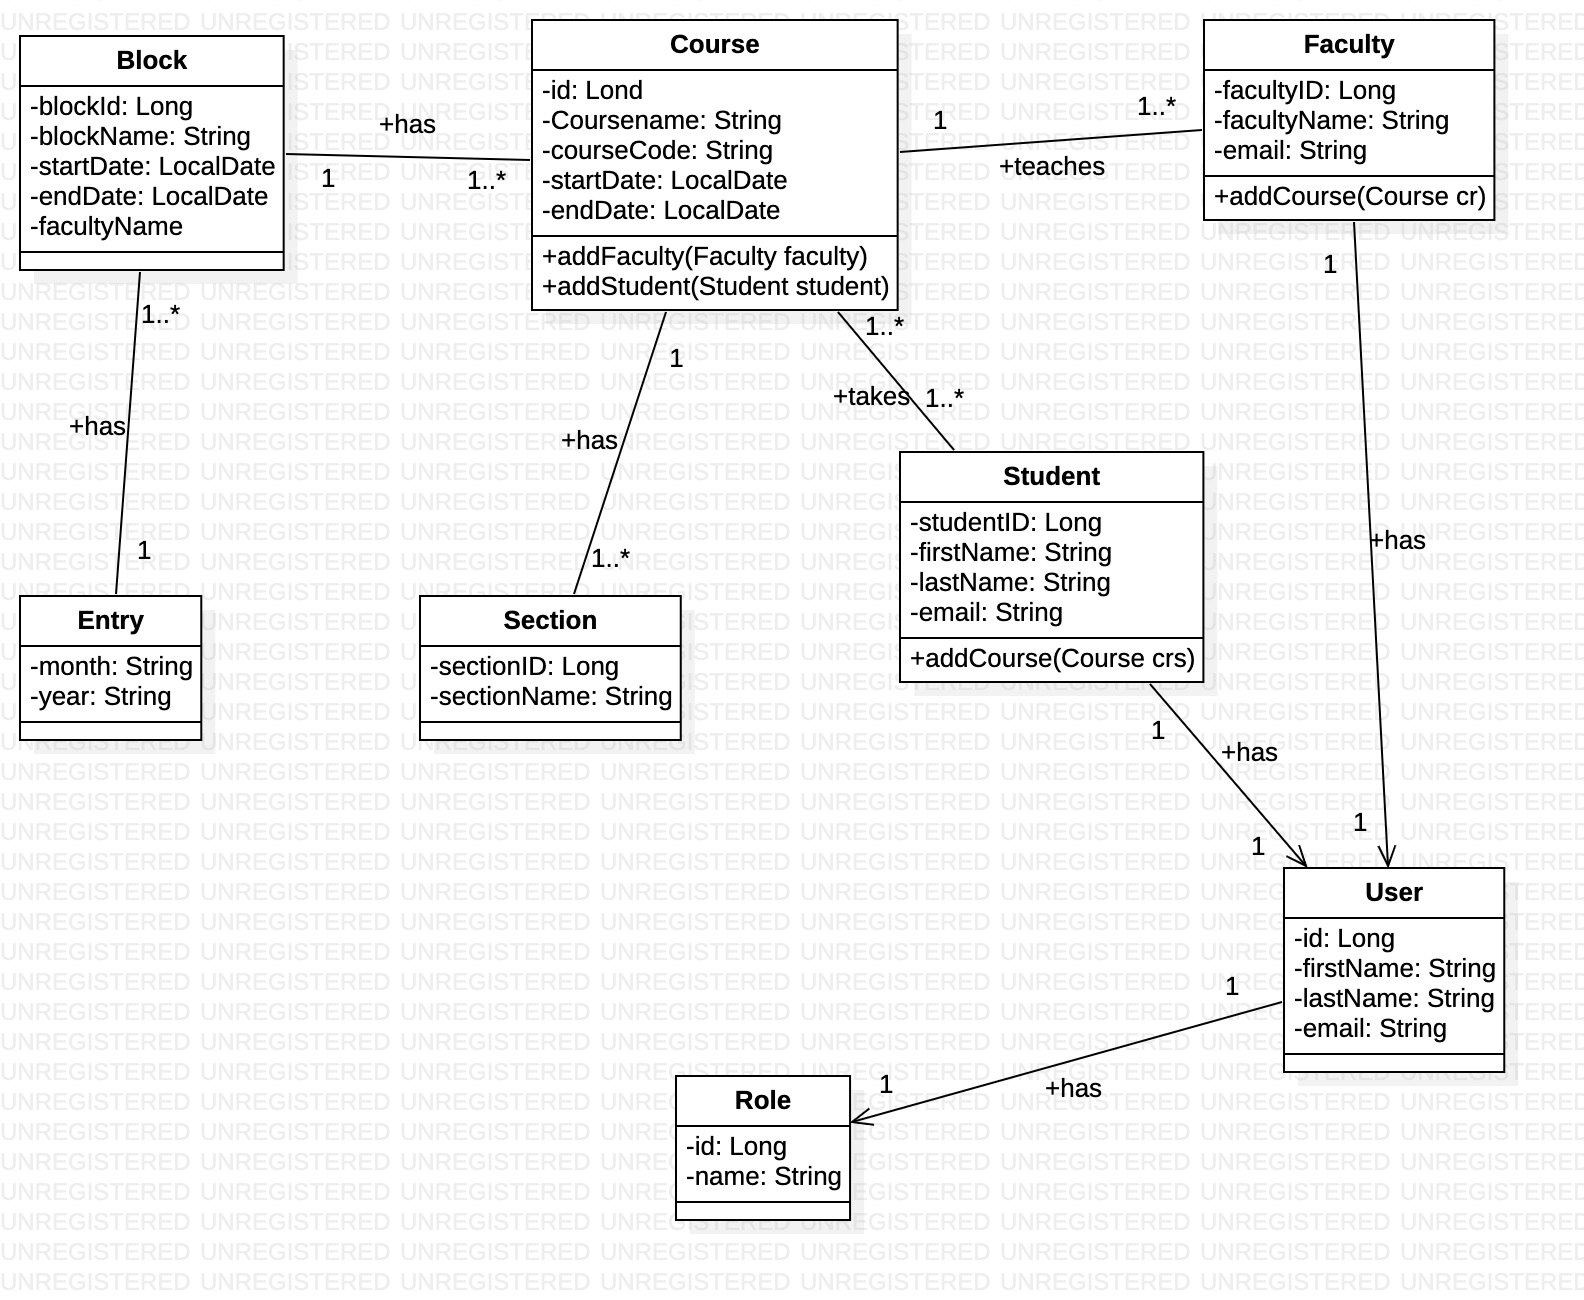 Block
-blockId: Long
-blockName: String
-startDate: LocalDate
-endDate: LocalDate
-facultyName
+has
1
1..*
Course
-id: Lond
-Coursename: String
-courseCode: String
-startDate: LocalDate
-endDate: LocalDate
+addFaculty(Faculty faculty)
+addStudent(Student student)
1
1..*
+teaches
Faculty
-facultyID: Long
-facultyName: String
-email: String
+addCourse(Course cr)
1..*
+has
1
Entry
-month: String
-year: String
1
+has
1..*
Section
-sectionID: Long
-sectionName: String
1..*
+takes
1..*
Student
-studentID: Long
-firstName: String
-lastName: String
-email: String
+addCourse(Course crs)
1
+has
1
1
+has
1
User
-id: Long
-firstName: String
-lastName: String
-email: String
1
+has
1
Role
-id: Long
-name: String
UNREGISTERED